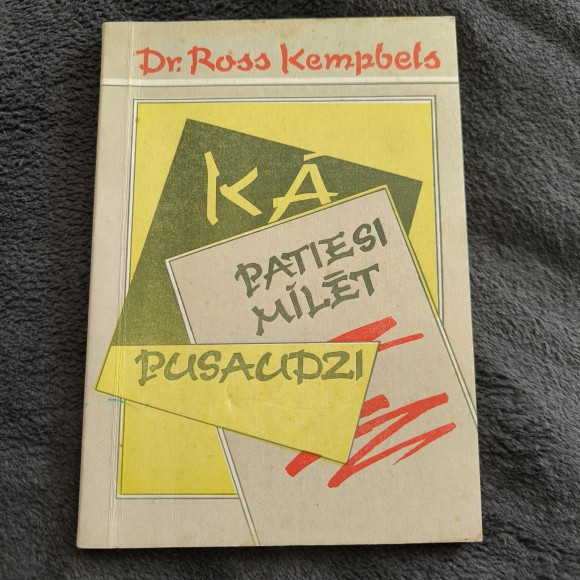 Dr. Ross Kempbels
KĀ
PATIESI
MĪLĒT
PUSAUDZI